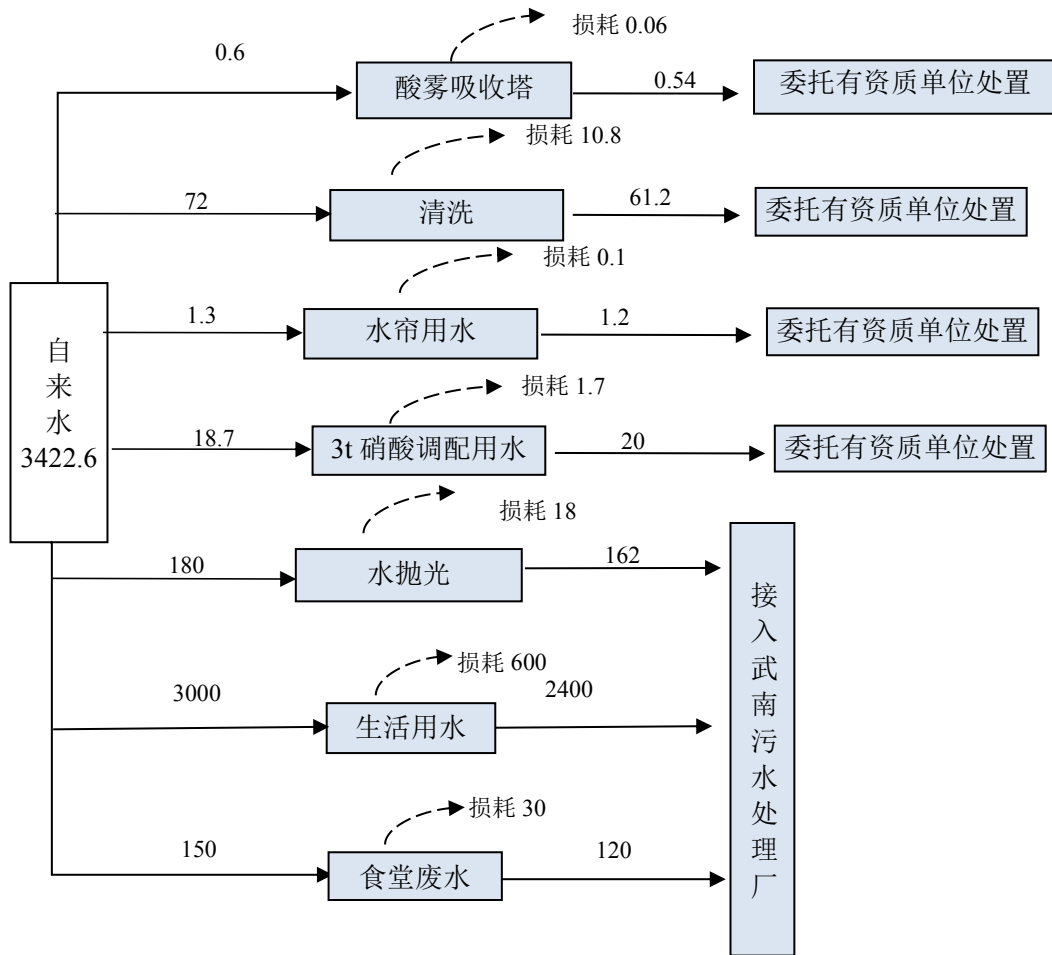 损耗 0.06
0.6
酸雾吸收塔
0.54
委托有资质单位处置
损耗 10.8
72
清洗
61.2
委托有资质单位处置
损耗 0.1
1.3
水帘用水
1.2
委托有资质单位处置
自来水
3422.6
损耗 1.7
18.7
3t 硝酸调配用水
20
委托有资质单位处置
损耗 18
180
水抛光
162
接入武南污水处理厂
损耗 600
3000
生活用水
2400
损耗 30
150
食堂废水
120